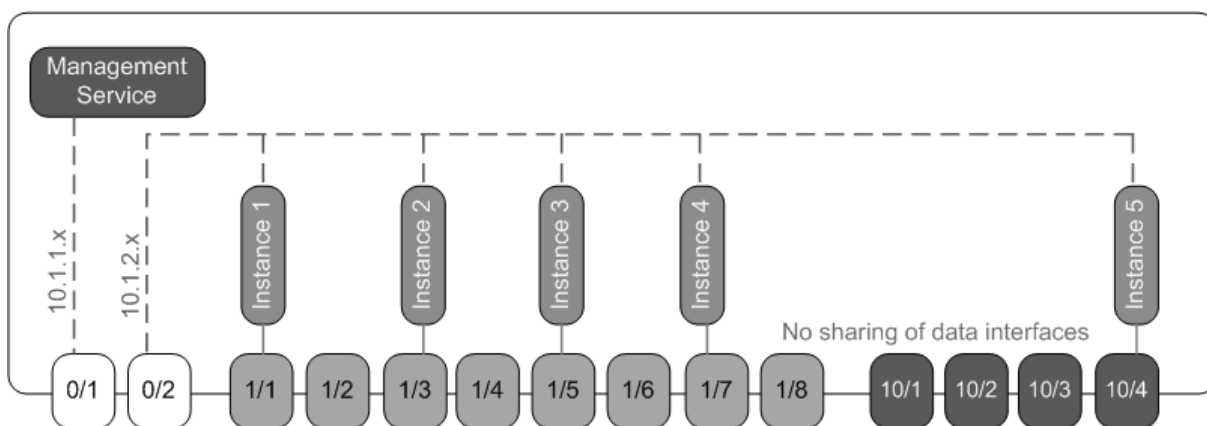 Management
Service
10.1.1.x
10.1.2.x
Instance 1
Instance 2
Instance 3
Instance 4
Instance 5
No sharing of data interfaces
0/1
0/2
1/1
1/2
1/3
1/4
1/5
1/6
1/7
1/8
10/1
10/2
10/3
10/4